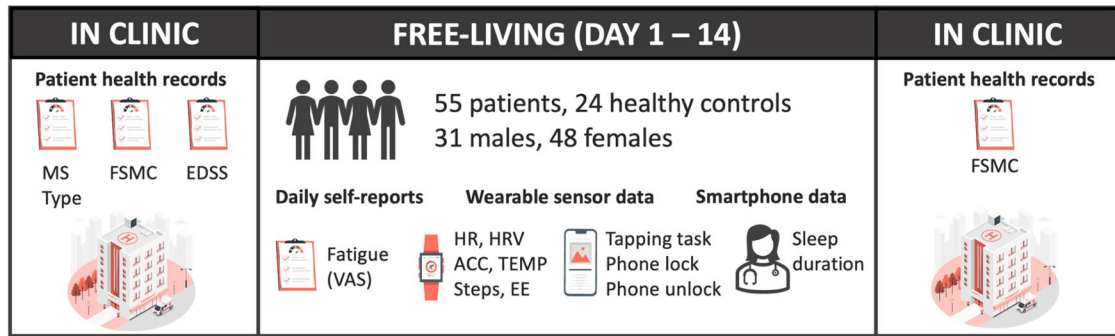 IN CLINIC
Patient health records
MS
Type
FSMC
EDSS
H
FREE-LIVING (DAY 1 – 14)
55 patients, 24 healthy controls
31 males, 48 females
Daily self-reports
Fatigue
(VAS)
Wearable sensor data
HR, HRV
ACC, TEMP
Steps, EE
Smartphone data
Tapping task
Phone lock
Phone unlock
Sleep
duration
IN CLINIC
Patient health records
FSMC
H